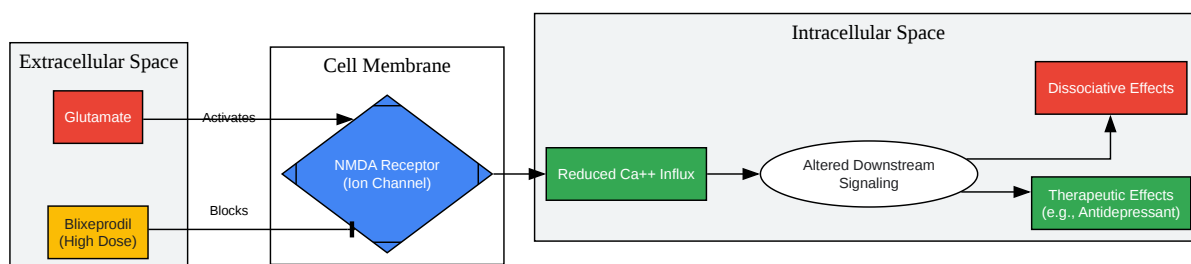 Extracellular Space
Glutamate
Activates
Blixeprodil
(High Dose)
Blocks
Cell Membrane
NMDA Receptor
(Ion Channel)
Intracellular Space
Reduced Ca++ Influx
Altered Downstream
Signaling
Dissociative Effects
Therapeutic Effects
(e.g., Antidepressant)